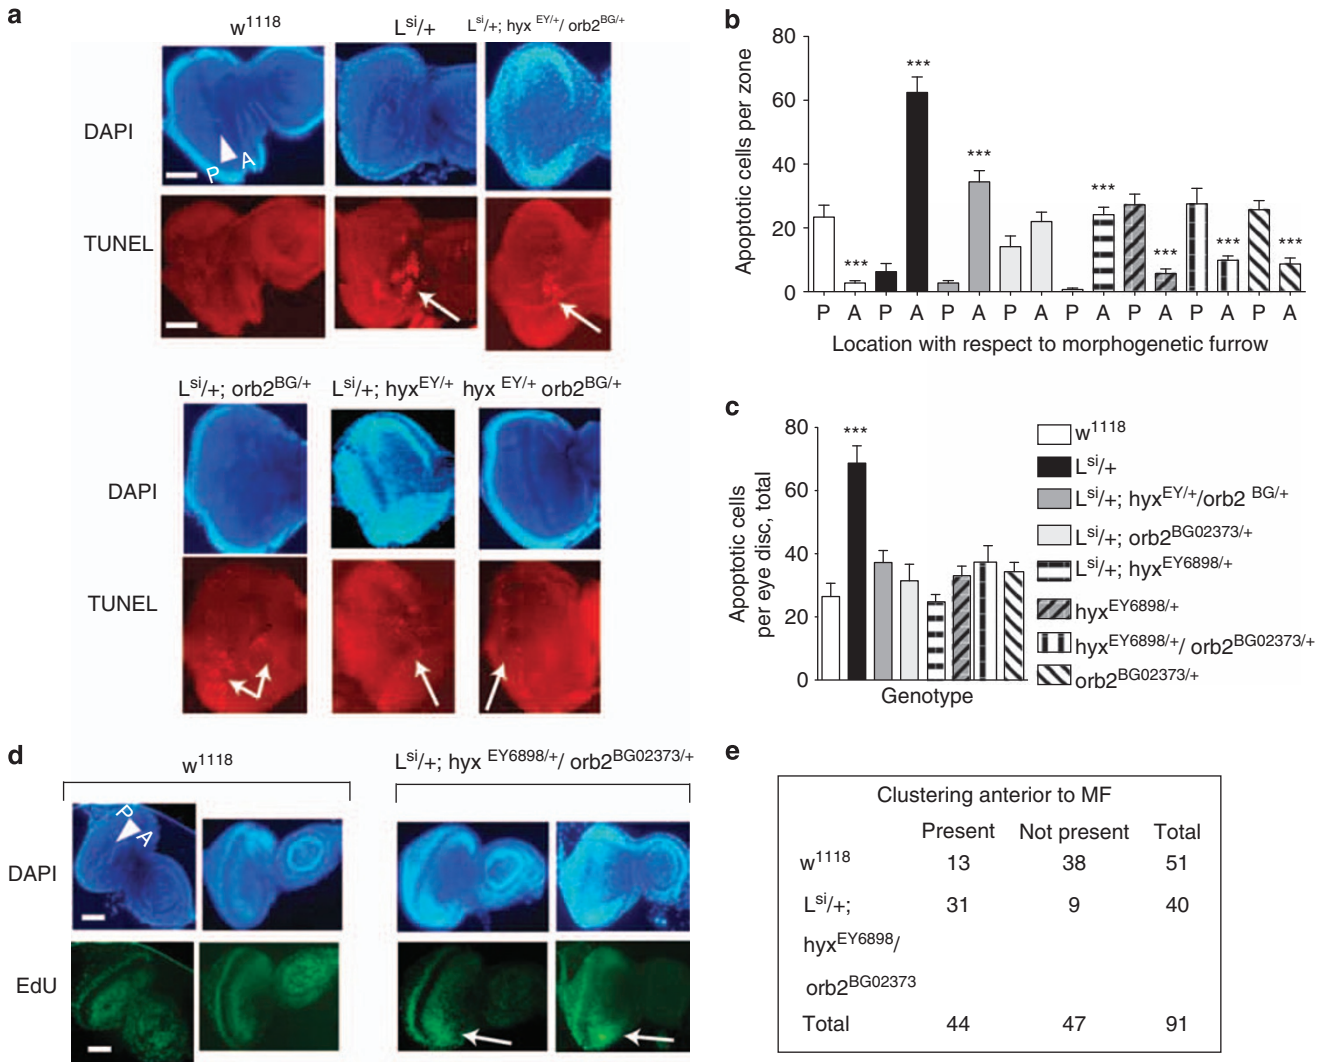 a
w1118
Lsi/+
Lsi/+; hyx EY/+/ orb2BG/+
DAPI
P A
TUNEL
Lsi/+; orb2BG/+
Lsi/+; hyxEY/+
hyx EY/+ orb2BG/+
DAPI
TUNEL
b
Apoptotic cells per zone
80
60
40
20
0
*** *** *** *** *** *** ***
P A P A P A P A P A P A P A P A
Location with respect to morphogenetic furrow
c
Apoptotic cells
per eye disc, total
80
60
40
20
0
***
Genotype
w1118
Lsi/+
Lsi/+; hyxEY/+/orb2 BG/+
Lsi/+; orb2BG02373/+
Lsi/+; hyxEY6898/+
hyxEY6898/+
hyxEY6898/+/ orb2BG02373/+
orb2BG02373/+
d
w1118
Lsi/+; hyx EY6898/+/ orb2BG02373/+
P A
DAPI
EdU
e
Clustering anterior to MF
Present Not present Total
w1118 13 38 51
Lsi/+; 31 9 40
hyxEY6898/
orb2BG02373
Total 44 47 91